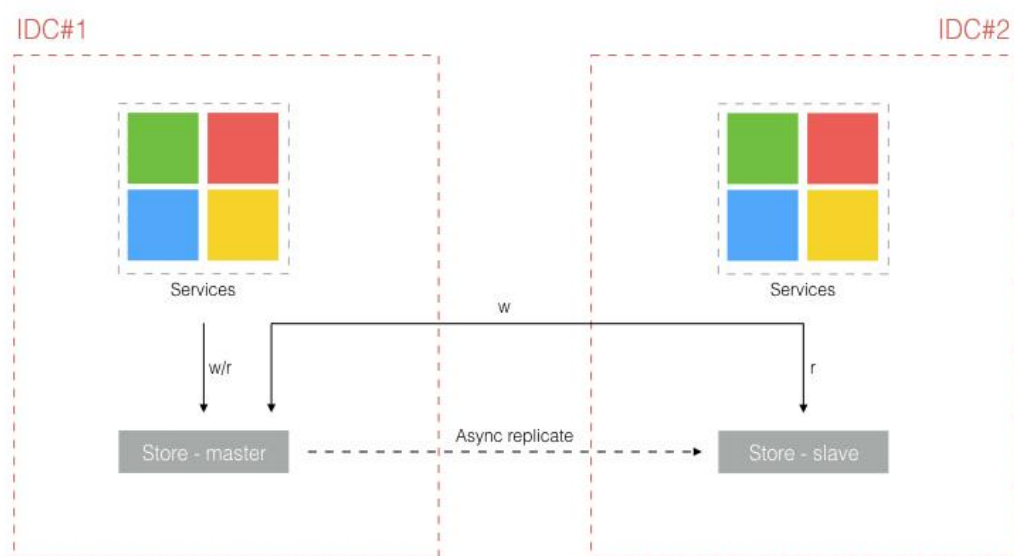 IDC#1
IDC#2
Services
Services
w
w/r
r
Async replicate
Store - master
Store - slave